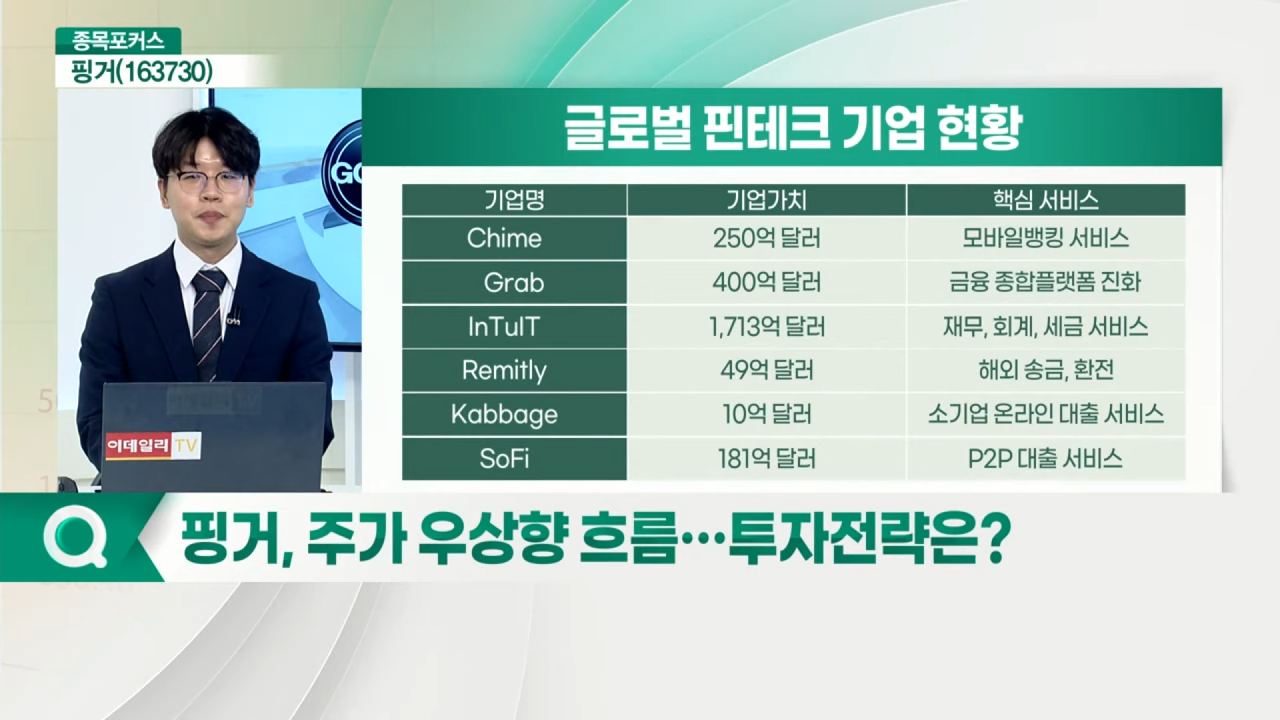 종목포커스
핑거(163730)
글로벌 핀테크 기업 현황
기업명 기업가치 핵심 서비스
Chime 250억 달러 모바일뱅킹 서비스
Grab 400억 달러 금융 종합플랫폼 진화
InTuIT 1,713억 달러 재무, 회계, 세금 서비스
Remitly 49억 달러 해외 송금, 환전
Kabbage 10억 달러 소기업 온라인 대출 서비스
SoFi 181억 달러 P2P 대출 서비스
GO
이데일리 TV
5
핑거, 주가 우상향 흐름…투자전략은?